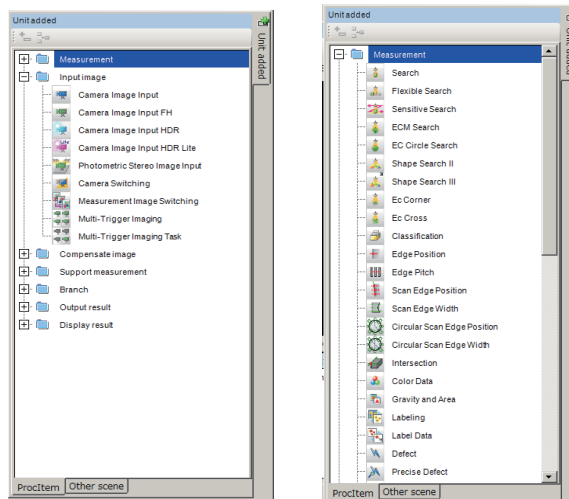 Unit added
Unit added
Measurement
Input image
Camera Image Input
Camera Image Input FH
Camera Image Input HDR
Camera Image Input HDR Lite
Photometric Stereo Image Input
Camera Switching
Measurement Image Switching
Multi-Trigger Imaging
Multi-Trigger Imaging Task
Compensate image
Support measurement
Branch
Output result
Display result
ProcItem
Other scene
Unit added
Measurement
Search
Flexible Search
Sensitive Search
ECM Search
EC Circle Search
Shape Search II
Shape Search III
Ec Corner
Ec Cross
Classification
Edge Position
Edge Pitch
Scan Edge Position
Scan Edge Width
Circular Scan Edge Position
Circular Scan Edge Width
Intersection
Color Data
Gravity and Area
Labeling
Label Data
Defect
Precise Defect
ProcItem
Other scene